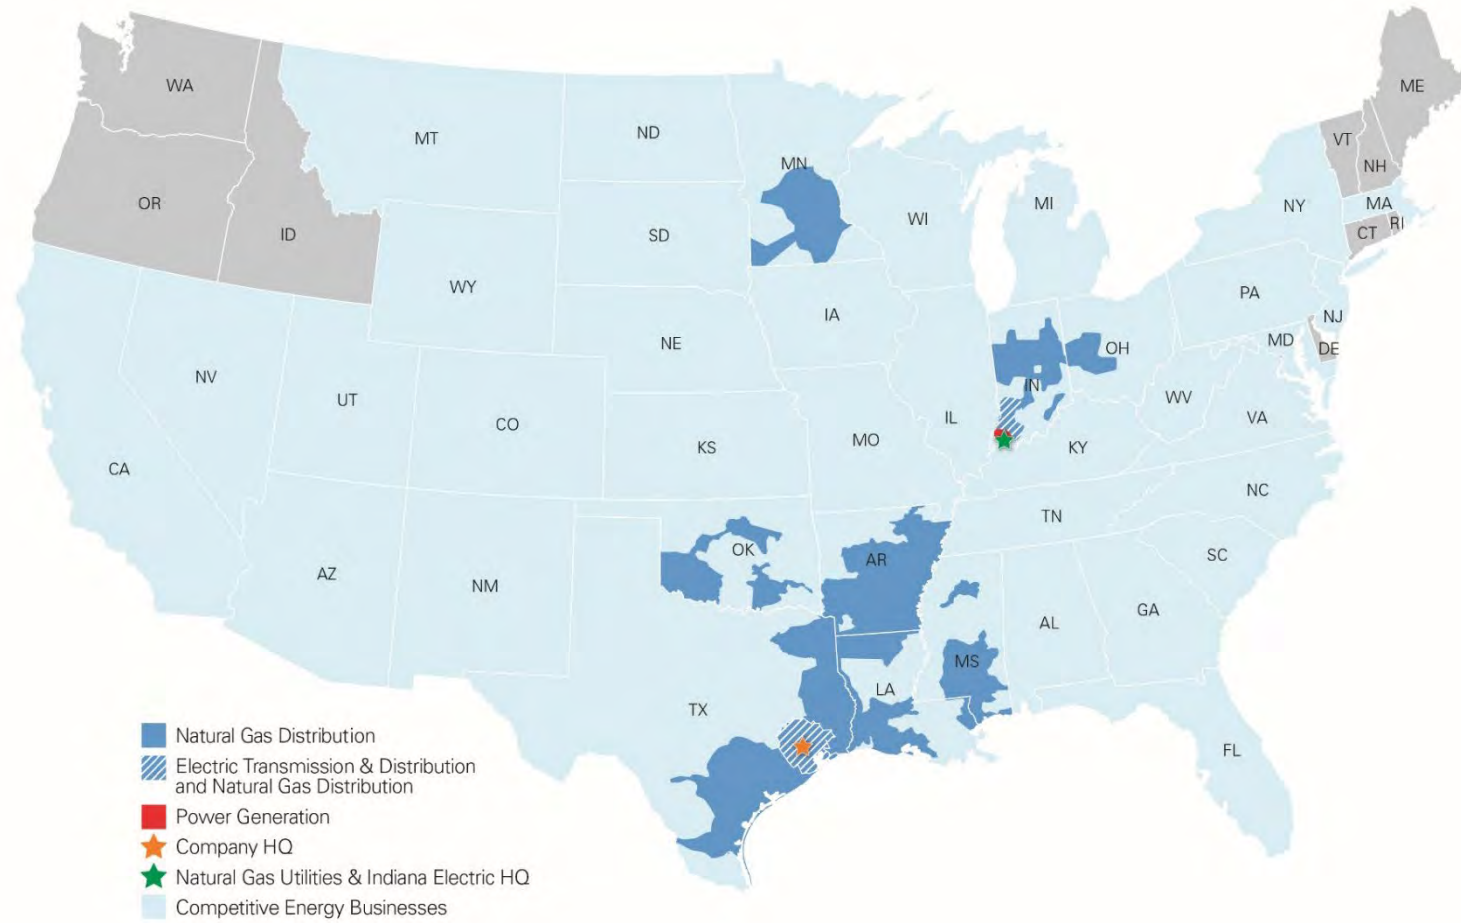 WA
ME
MT
ND
VT
MN
NH
OR
NY
MA
WI
MI
ID
SD
CT
RI
WY
PA
IA
NJ
NE
MD
OH
DE
NV
IN
UT
WV
CO
IL
VA
MO
KS
KY
CA
NC
TN
OK
SC
AR
AZ
NM
GA
AL
MS
LA
TX
FL
Natural Gas Distribution
Electric Transmission & Distribution
and Natural Gas Distribution
Power Generation
Company HQ
Natural Gas Utilities & Indiana Electric HQ
Competitive Energy Businesses